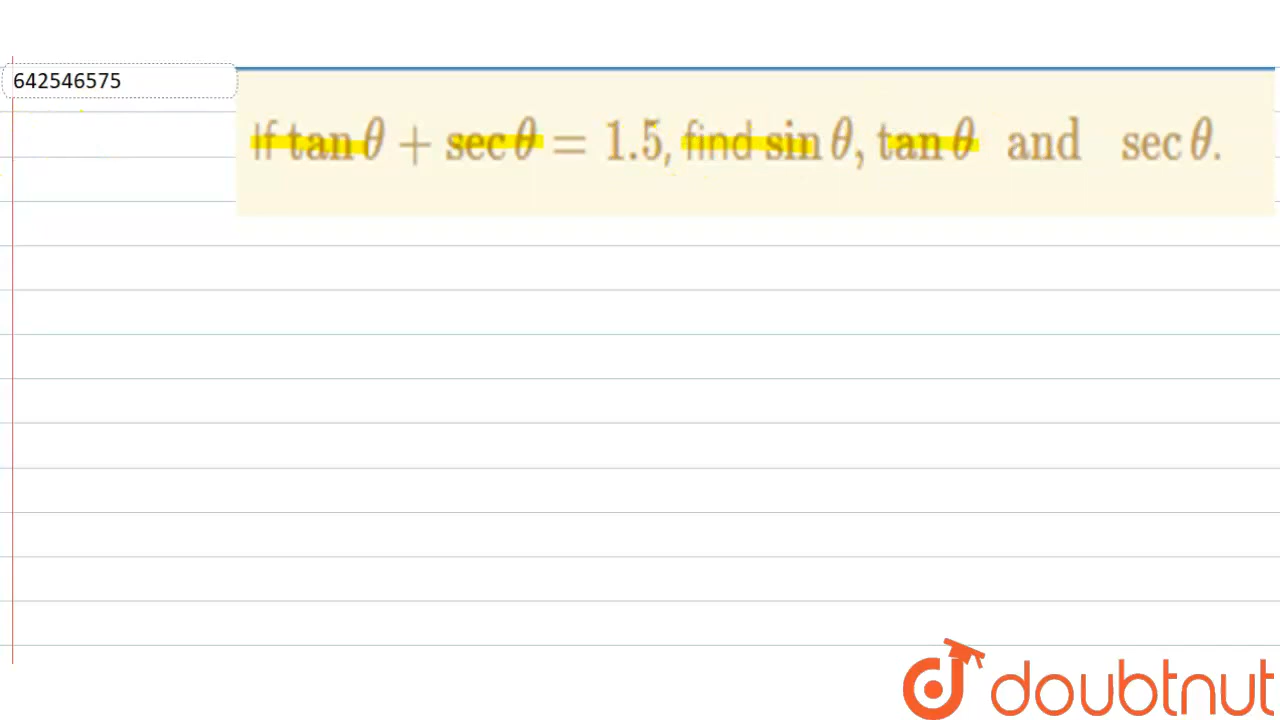 642546575
If tan θ + sec θ = 1.5, find sin θ, tan θ and sec θ.
doubtnut